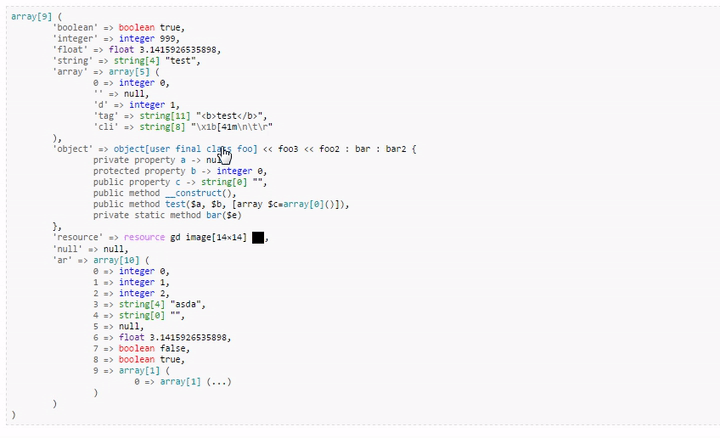 array[9] (
'boolean' => boolean true,
'integer' => integer 999,
'float' => float 3.1415926535898,
'string' => string[4] "test",
'array' => array[5] (
0 => integer 0,
'' => null,
'd' => integer 1,
'tag' => string[11] "<b>test</b>",
'cli' => string[8] "\x1b[41m\n\t\r"
),
'object' => object[user final class foo] << foo3 << foo2 : bar : bar2 {
private property a -> null,
protected property b -> integer 0,
public property c -> string[0] "",
public method __construct(),
public method test($a, $b, [array $c=array[0]()]),
private static method bar($e)
},
'resource' => resource gd image[14×14] ,
'null' => null,
'ar' => array[10] (
0 => integer 0,
1 => integer 1,
2 => integer 2,
3 => string[4] "asda",
4 => string[0] "",
5 => null,
6 => float 3.1415926535898,
7 => boolean false,
8 => boolean true,
9 => array[1] (
0 => array[1] (...)
)
)
)